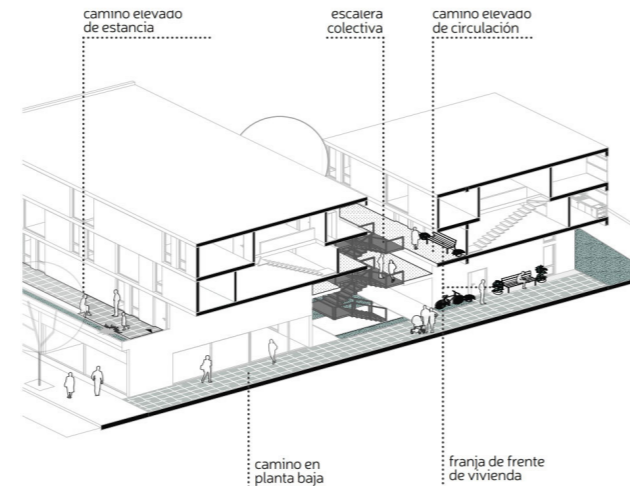 camino elevado
de estancia
escalera
colectiva
camino elevado
de circulación
camino en
planta baja
franja de frente
de vivienda